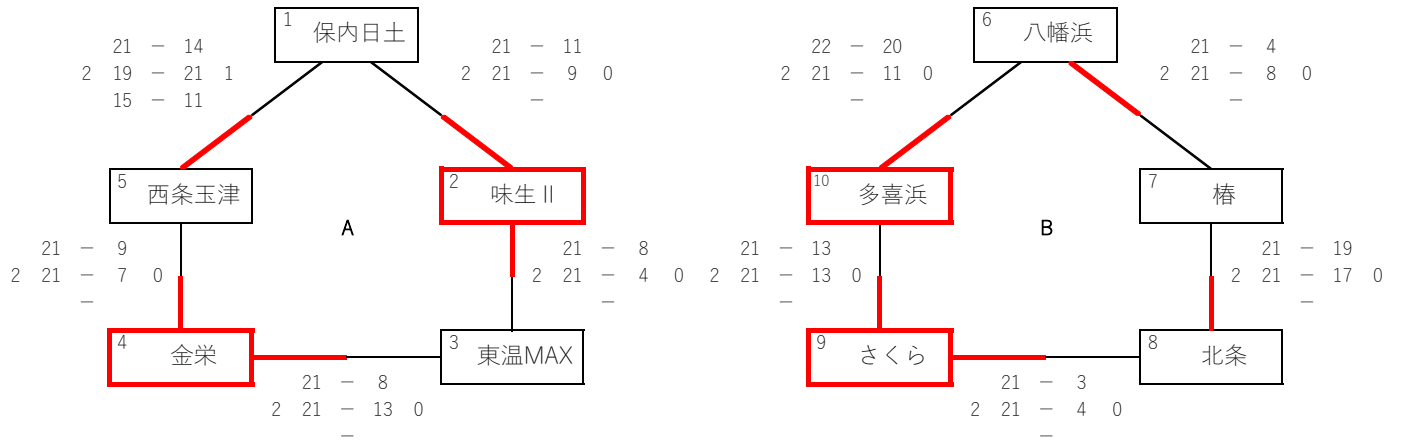 1 保内日土
21 － 14
2 19 － 21 1
15 － 11
21 － 11
2 21 － 9 0
－
5 西条玉津
2 味生Ⅱ
A
21 － 9
2 21 － 7 0
－
21 － 8
2 21 － 4 0
－
4 金栄
3 東温MAX
21 － 8
2 21 － 13 0
－
6 八幡浜
22 － 20
2 21 － 11 0
－
21 － 4
2 21 － 8 0
－
10 多喜浜
7 椿
B
21 － 13
2 21 － 13 0
－
21 － 19
2 21 － 17 0
－
9 さくら
8 北条
21 － 3
2 21 － 4 0
－